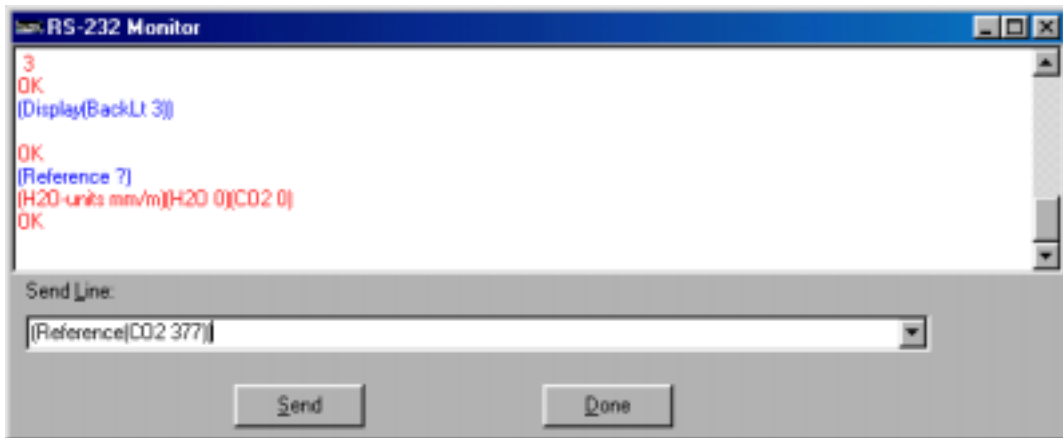 RS-232 Monitor
3
OK
(Display(BackLt 3))
OK
(Reference ?)
(H2O-units mm/m)(H2O 0)(CO2 0)
OK
Send Line:
(Reference(CO2 377))
Send
Done